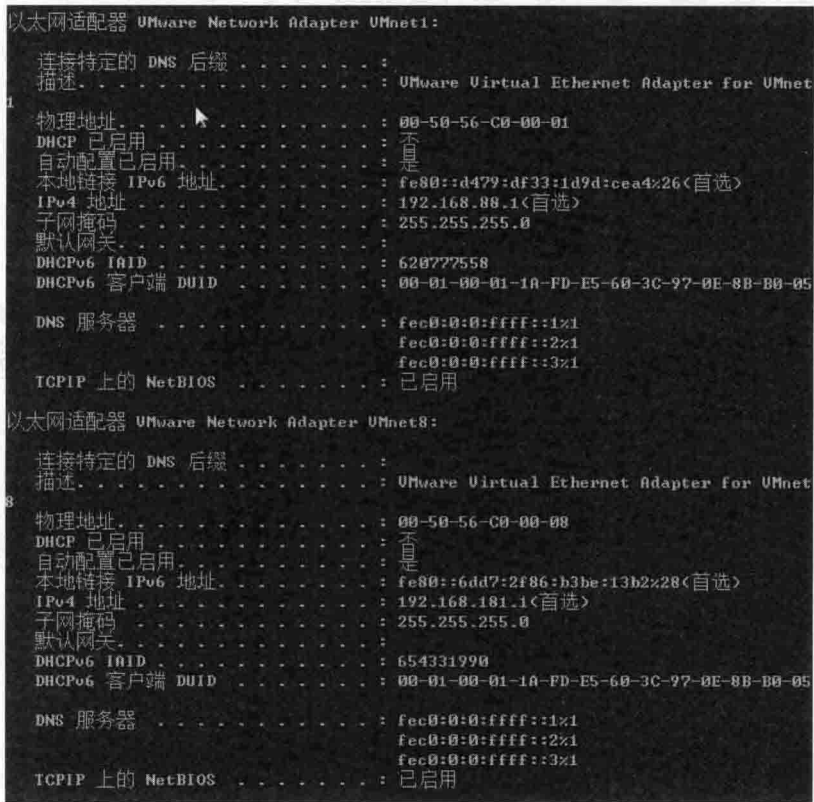 以太网适配器 VMware Network Adapter VMnet1:
连接特定的 DNS 后缀 . . . . . . . :
描述. . . . . . . . . . . . . . . : VMware Virtual Ethernet Adapter for VMnet
1
物理地址. . . . . . . . . . . . . : 00-50-56-C0-00-01
DHCP 已启用 . . . . . . . . . . . : 否
自动配置已启用. . . . . . . . . . : 是
本地链接 IPv6 地址. . . . . . . . : fe80::d479:df33:1d9d:cea4%26(首选)
IPv4 地址 . . . . . . . . . . . . : 192.168.88.1(首选)
子网掩码 . . . . . . . . . . . . : 255.255.255.0
默认网关. . . . . . . . . . . . . :
DHCPv6 IAID . . . . . . . . . . . : 620777558
DHCPv6 客户端 DUID . . . . . . . : 00-01-00-01-1A-FD-E5-60-3C-97-0E-8B-B0-05
DNS 服务器 . . . . . . . . . . . : fec0:0:0:ffff::1%1
fec0:0:0:ffff::2%1
fec0:0:0:ffff::3%1
TCPIP 上的 NetBIOS . . . . . . . : 已启用
以太网适配器 VMware Network Adapter VMnet8:
连接特定的 DNS 后缀 . . . . . . . :
描述. . . . . . . . . . . . . . . : VMware Virtual Ethernet Adapter for VMnet
8
物理地址. . . . . . . . . . . . . : 00-50-56-C0-00-08
DHCP 已启用 . . . . . . . . . . . : 否
自动配置已启用. . . . . . . . . . : 是
本地链接 IPv6 地址. . . . . . . . : fe80::6dd7:2f86:b3be:13b2%28(首选)
IPv4 地址 . . . . . . . . . . . . : 192.168.181.1(首选)
子网掩码 . . . . . . . . . . . . : 255.255.255.0
默认网关. . . . . . . . . . . . . :
DHCPv6 IAID . . . . . . . . . . . : 654331990
DHCPv6 客户端 DUID . . . . . . . : 00-01-00-01-1A-FD-E5-60-3C-97-0E-8B-B0-05
DNS 服务器 . . . . . . . . . . . : fec0:0:0:ffff::1%1
fec0:0:0:ffff::2%1
fec0:0:0:ffff::3%1
TCPIP 上的 NetBIOS . . . . . . . : 已启用